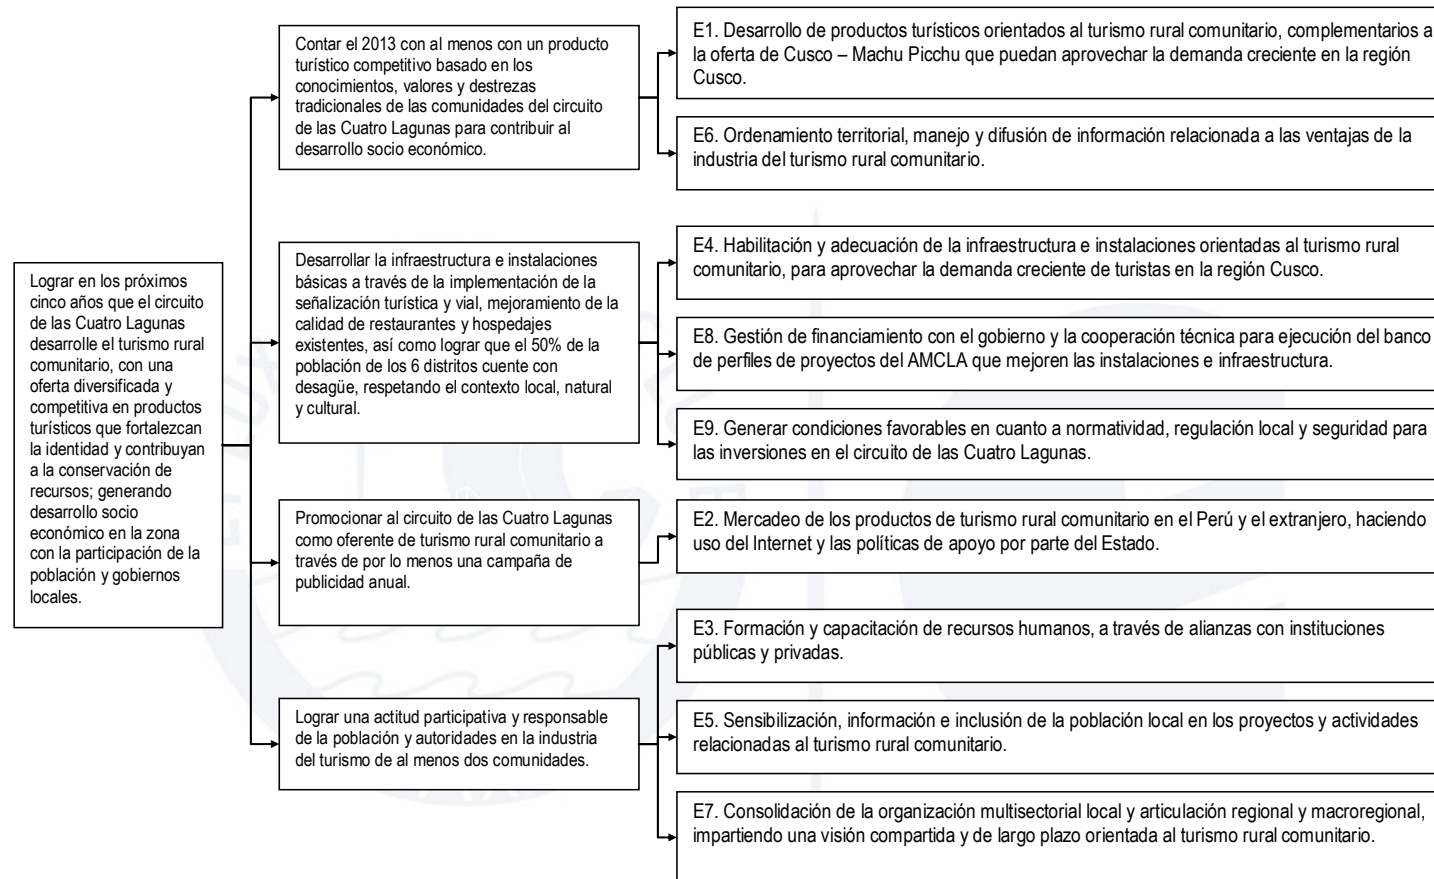 Lograr en los próximos
cinco años que el circuito
de las Cuatro Lagunas
desarrolle el turismo rural
comunitario, con una
oferta diversificada y
competitiva en productos
turísticos que fortalezcan
la identidad y contribuyan
a la conservación de
recursos; generando
desarrollo socio
económico en la zona
con la participación de la
población y gobiernos
locales.
Contar el 2013 con al menos con un producto
turístico competitivo basado en los
conocimientos, valores y destrezas
tradicionales de las comunidades del circuito
de las Cuatro Lagunas para contribuir al
desarrollo socio económico.
E1. Desarrollo de productos turísticos orientados al turismo rural comunitario, complementarios a
la oferta de Cusco – Machu Picchu que puedan aprovechar la demanda creciente en la región
Cusco.
E6. Ordenamiento territorial, manejo y difusión de información relacionada a las ventajas de la
industria del turismo rural comunitario.
Desarrollar la infraestructura e instalaciones
básicas a través de la implementación de la
señalización turística y vial, mejoramiento de la
calidad de restaurantes y hospedajes
existentes, así como lograr que el 50% de la
población de los 6 distritos cuente con
desagüe, respetando el contexto local, natural
y cultural.
E4. Habilitación y adecuación de la infraestructura e instalaciones orientadas al turismo rural
comunitario, para aprovechar la demanda creciente de turistas en la región Cusco.
E8. Gestión de financiamiento con el gobierno y la cooperación técnica para ejecución del banco
de perfiles de proyectos del AMCLA que mejoren las instalaciones e infraestructura.
E9. Generar condiciones favorables en cuanto a normatividad, regulación local y seguridad para
las inversiones en el circuito de las Cuatro Lagunas.
Promocionar al circuito de las Cuatro Lagunas
como oferente de turismo rural comunitario a
través de por lo menos una campaña de
publicidad anual.
E2. Mercadeo de los productos de turismo rural comunitario en el Perú y el extranjero, haciendo
uso del Internet y las políticas de apoyo por parte del Estado.
Lograr una actitud participativa y responsable
de la población y autoridades en la industria
del turismo de al menos dos comunidades.
E3. Formación y capacitación de recursos humanos, a través de alianzas con instituciones
públicas y privadas.
E5. Sensibilización, información e inclusión de la población local en los proyectos y actividades
relacionadas al turismo rural comunitario.
E7. Consolidación de la organización multisectorial local y articulación regional y macroregional,
impartiendo una visión compartida y de largo plazo orientada al turismo rural comunitario.